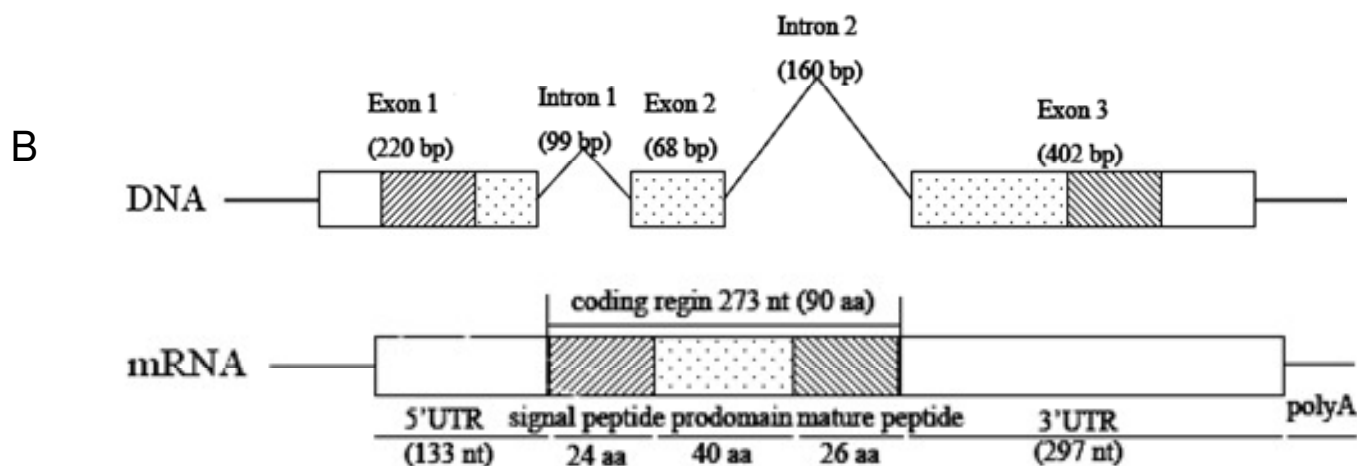 B
Intron 2
(160 bp)
Exon 1
(220 bp)
Intron 1
(99 bp)
Exon 2
(68 bp)
Exon 3
(402 bp)
DNA
coding regin 273 nt (90 aa)
mRNA
5'UTR signal peptide prodomain mature peptide 3'UTR polyA
(133 nt) 24 aa 40 aa 26 aa (297 nt)